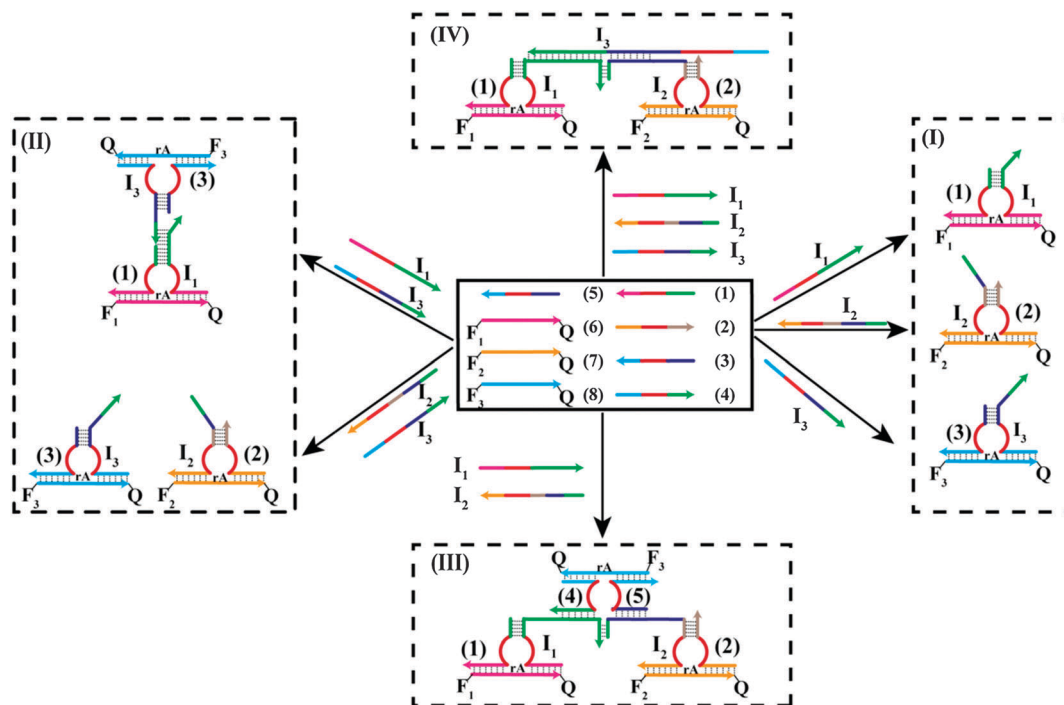 (IV)
I3
(1)
I1
I2
(2)
rA
rA
F1
Q
F2
Q
(II)
Q
rA
F3
I3
(3)
(1)
I1
rA
F1
Q
(3)
I3
I2
(2)
rA
rA
F3
Q
F2
Q
I1
I2
I3
I1
I3
I2
I3
(5)
(1)
F1
Q
(6)
(2)
F2
Q
(7)
(3)
F3
Q
(8)
(4)
I1
I2
I3
I1
I2
(I)
(1)
I1
rA
F1
Q
I2
(2)
rA
F2
Q
(3)
I3
rA
F3
Q
(III)
Q
rA
F3
(4)
(5)
(1)
I1
I2
(2)
rA
rA
F1
Q
F2
Q